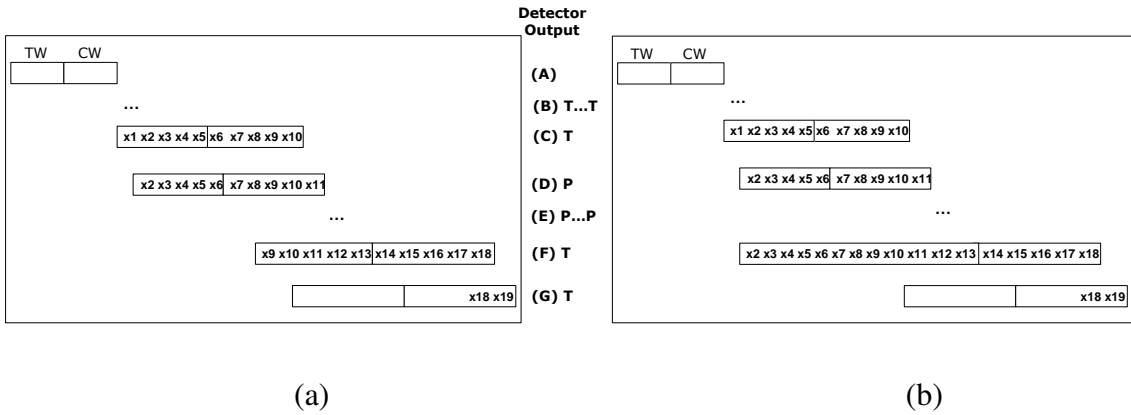 Detector
Output
TW CW (A) TW CW
... (B) T...T ...
x1 x2 x3 x4 x5 x6 x7 x8 x9 x10 (C) T x1 x2 x3 x4 x5 x6 x7 x8 x9 x10
x2 x3 x4 x5 x6 x7 x8 x9 x10 x11 (D) P x2 x3 x4 x5 x6 x7 x8 x9 x10 x11
... (E) P...P ...
x9 x10 x11 x12 x13 x14 x15 x16 x17 x18 (F) T x2 x3 x4 x5 x6 x7 x8 x9 x10 x11 x12 x13 x14 x15 x16 x17 x18
x18 x19 (G) T x18 x19
(a) (b)